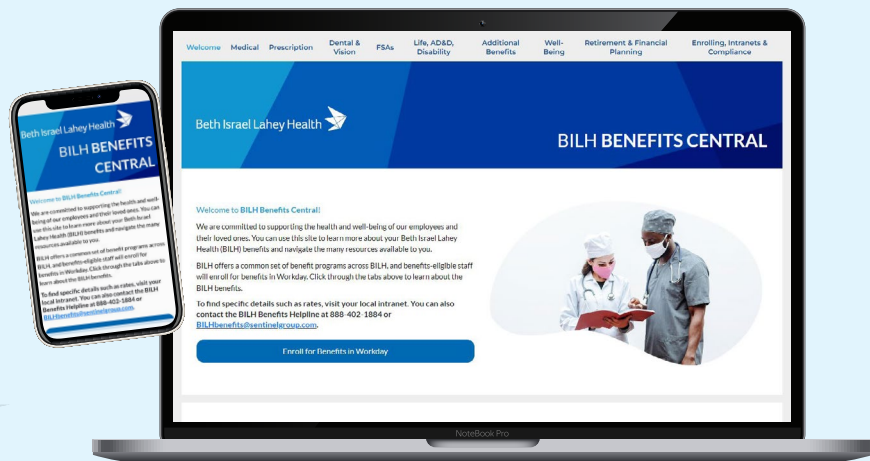 Welcome Medical Prescription Dental & Vision FSAs Life, AD&D, Disability Additional Benefits Well-Being Retirement & Financial Planning Enrolling, Intranets & Compliance
Beth Israel Lahey Health
BILH BENEFITS CENTRAL
Welcome to BILH Benefits Central!
We are committed to supporting the health and well-being of our employees and
their loved ones. You can use this site to learn more about your Beth Israel Lahey
Health (BILH) benefits and navigate the many resources available to you.
BILH offers a common set of benefit programs across BILH, and benefits-eligible staff
will enroll for benefits in Workday. Click through the tabs above to learn about the
BILH benefits.
To find specific details such as rates, visit your local intranet. You can also
contact the BILH Benefits Helpline at 888-402-1884 or
BILHbenefits@sentinelgroup.com.
Enroll for Benefits in Workday
NoteBook Pro
Beth Israel Lahey Health
BILH BENEFITS
CENTRAL
Welcome to BILH Benefits Central!
We are committed to supporting the health and well-
being of our employees and their loved ones. You can
use this site to learn more about your Beth Israel
Lahey Health (BILH) benefits and navigate the many
resources available to you.
BILH offers a common set of benefit programs across
BILH, and benefits-eligible staff will enroll for
benefits in Workday. Click through the tabs above to
learn about the BILH benefits.
To find specific details such as rates, visit your
local intranet. You can also contact the BILH
Benefits Helpline at 888-402-1884 or
BILHbenefits@sentinelgroup.com.